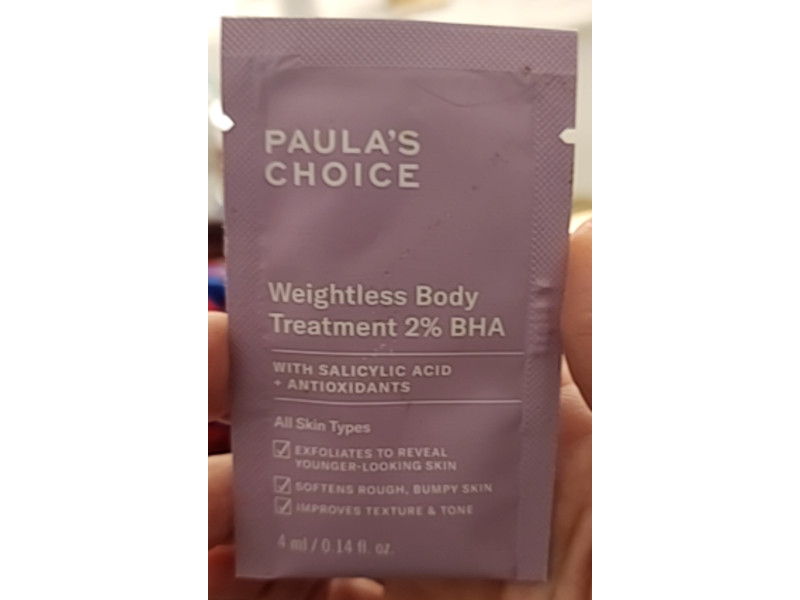 PAULA'S
CHOICE
Weightless Body
Treatment 2% BHA
WITH SALICYLIC ACID
+ ANTIOXIDANTS
All Skin Types
EXFOLIATES TO REVEAL
YOUNGER-LOOKING SKIN
SOFTENS ROUGH, BUMPY SKIN
IMPROVES TEXTURE & TONE
4 ml / 0.14 fl. oz.